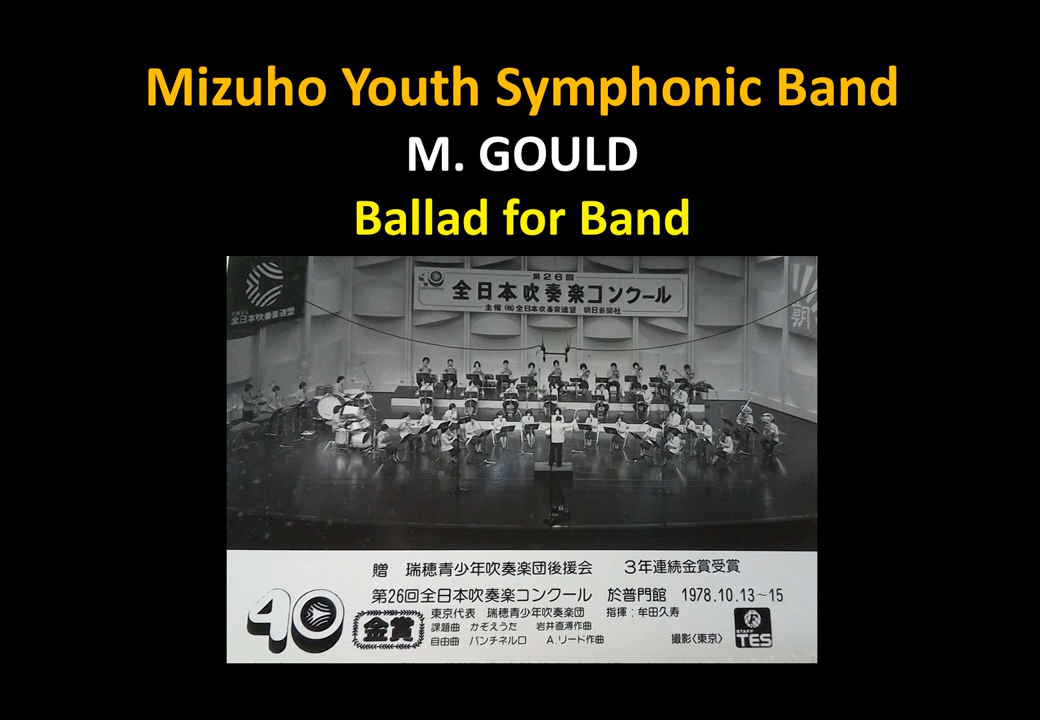 Mizuho Youth Symphonic Band
M. GOULD
Ballad for Band
第26回
40
全日本吹奏楽コンクール
主催 (社)全日本吹奏楽連盟・朝日新聞社
全日本吹奏楽連盟
朝
贈 瑞穂青少年吹奏楽団後援会 3年連続金賞受賞
第26回全日本吹奏楽コンクール 於普門館 1978.10.13~15
40
金賞
東京代表 瑞穂青少年吹奏楽団 指揮:牟田久寿
課題曲 かぞえうた 岩井直溥作曲
自由曲 パンチネルロ A.リード作曲
撮影〈東京〉
STAFF
TES